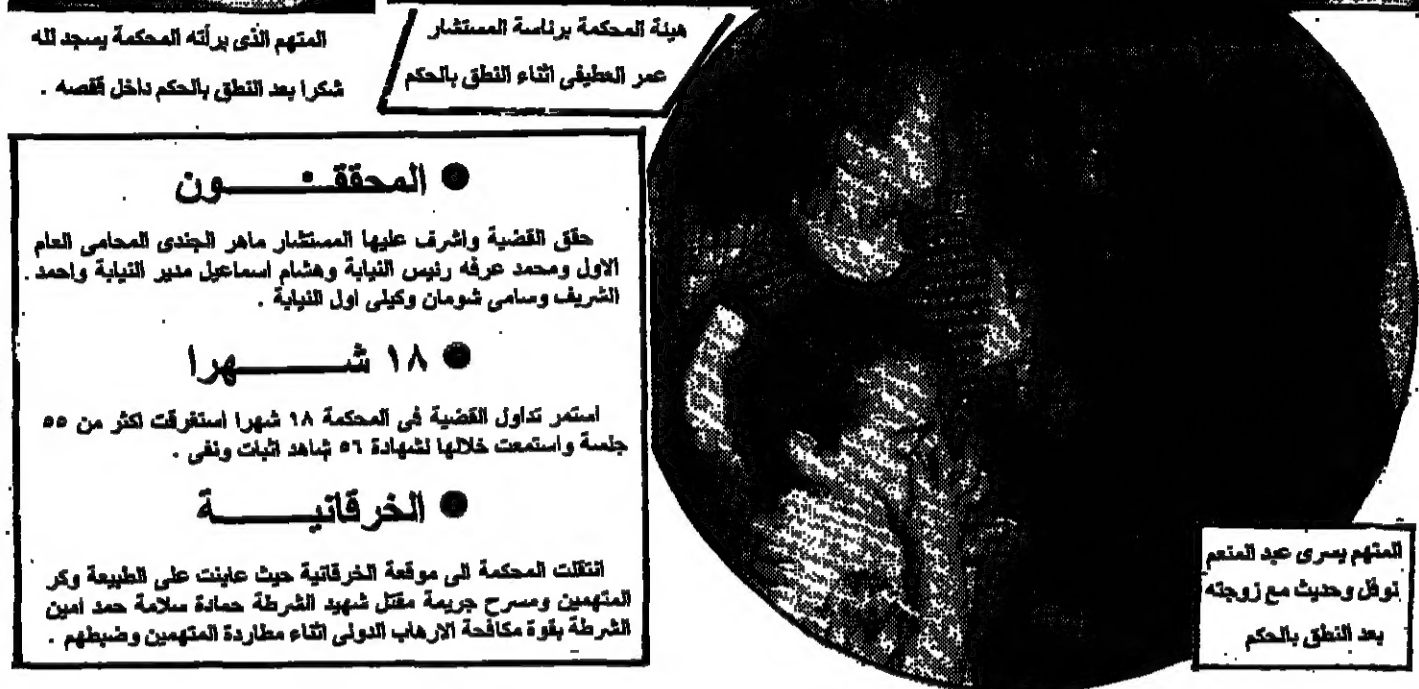 هيئة المحكمة برئاسة المستشار
عمر العطيفى اثناء النطق بالحكم
المتهم الذى برأته المحكمة يسجد لله
شكرا بعد النطق بالحكم داخل قفصه .
● المحققون
حقق القضية واشرف عليها المستشار ماهر الجندى المحامى العام
الاول ومحمد عرفه رئيس النيابة وهشام اسماعيل مدير النيابة واحمد
الشريف وسامى شومان وكيلى اول النيابة .
● ١٨ شهرا
استمر تداول القضية فى المحكمة ١٨ شهرا استغرقت اكثر من ٥٥
جلسة واستمعت خلالها لشهادة ٥٦ شاهد اثبات ونفى .
● الخرقانية
انتقلت المحكمة الى موقعة الخرقانية حيث عاينت على الطبيعة وكر
المتهمين ومسرح جريمة مقتل شهيد الشرطة حمادة سلامة حمد امين
الشرطة بقوة مكافحة الارهاب الدولى اثناء مطاردة المتهمين وضبطهم .
المتهم يسرى عبد المنعم
نوفل وحديث مع زوجته
بعد النطق بالحكم